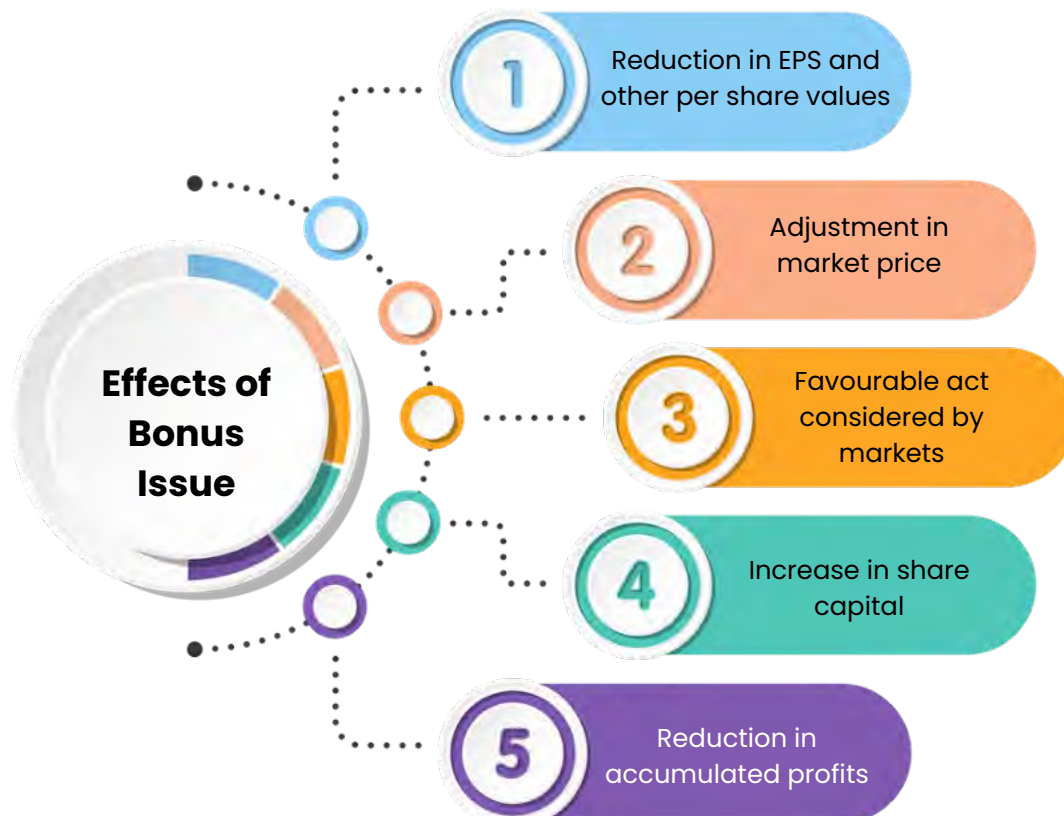 Effects of
Bonus
Issue
1
Reduction in EPS and
other per share values
2
Adjustment in
market price
3
Favourable act
considered by
markets
4
Increase in share
capital
5
Reduction in
accumulated profits